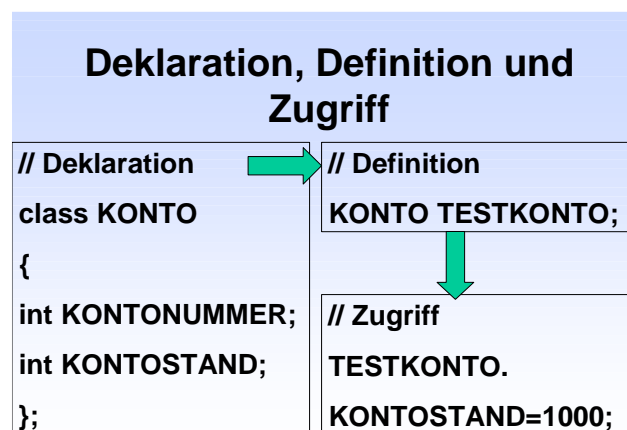 Deklaration, Definition und
Zugriff
// Deklaration
class KONTO
{
int KONTONUMMER;
int KONTOSTAND;
};
// Definition
KONTO TESTKONTO;
// Zugriff
TESTKONTO.
KONTOSTAND=1000;